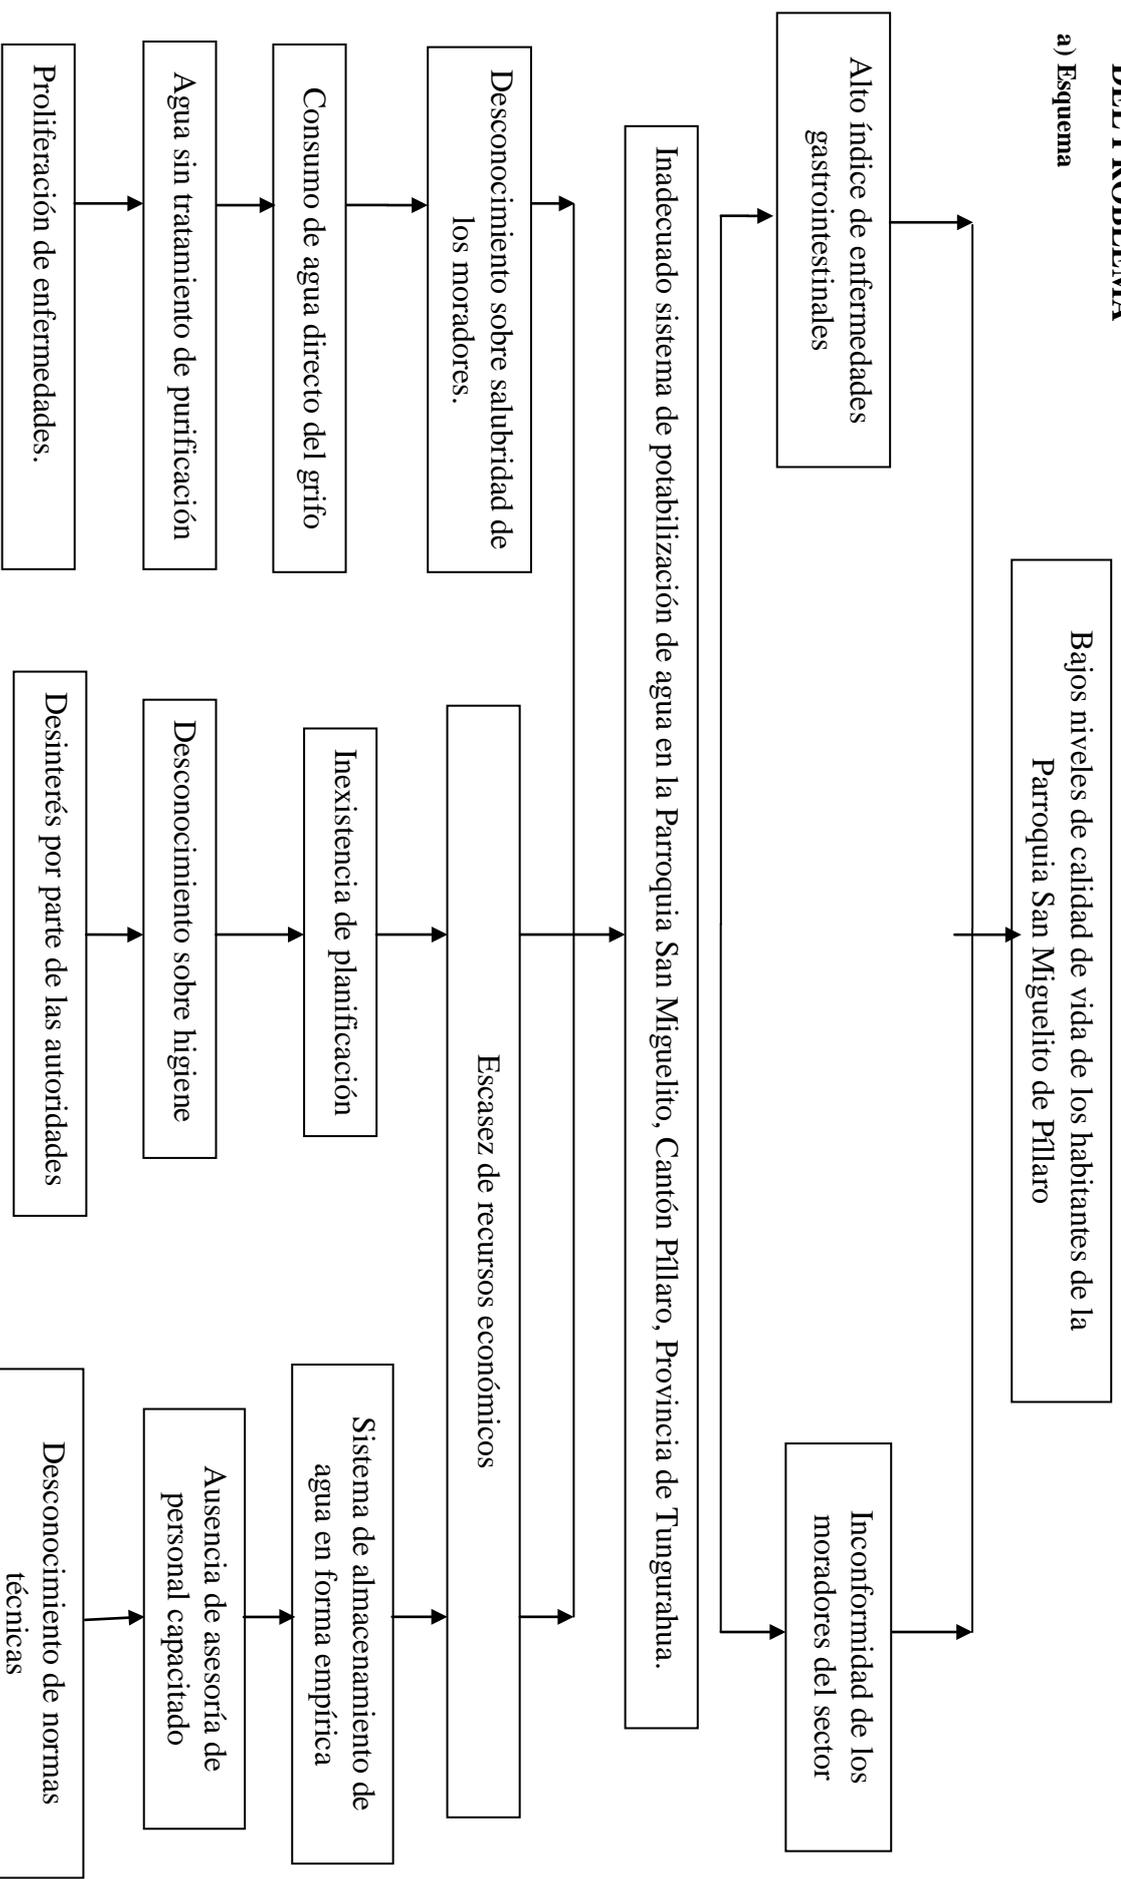 DEL PROBLEMA
a) Esquema
Bajos niveles de calidad de vida de los habitantes de la
Parroquia San Miguelito de Píllaro
Alto índice de enfermedades
gastrointestinales
Inconformidad de los
moradores del sector
Inadecuado sistema de potabilización de agua en la Parroquia San Miguelito, Cantón Píllaro, Provincia de Tungurahua.
Desconocimiento sobre salubridad de
los moradores.
Escasez de recursos económicos
Consumo de agua directo del grifo
Inexistencia de planificación
Sistema de almacenamiento de
agua en forma empírica
Agua sin tratamiento de purificación
Desconocimiento sobre higiene
Ausencia de asesoría de
personal capacitado
Proliferación de enfermedades.
Desinterés por parte de las autoridades
Desconocimiento de normas
técnicas